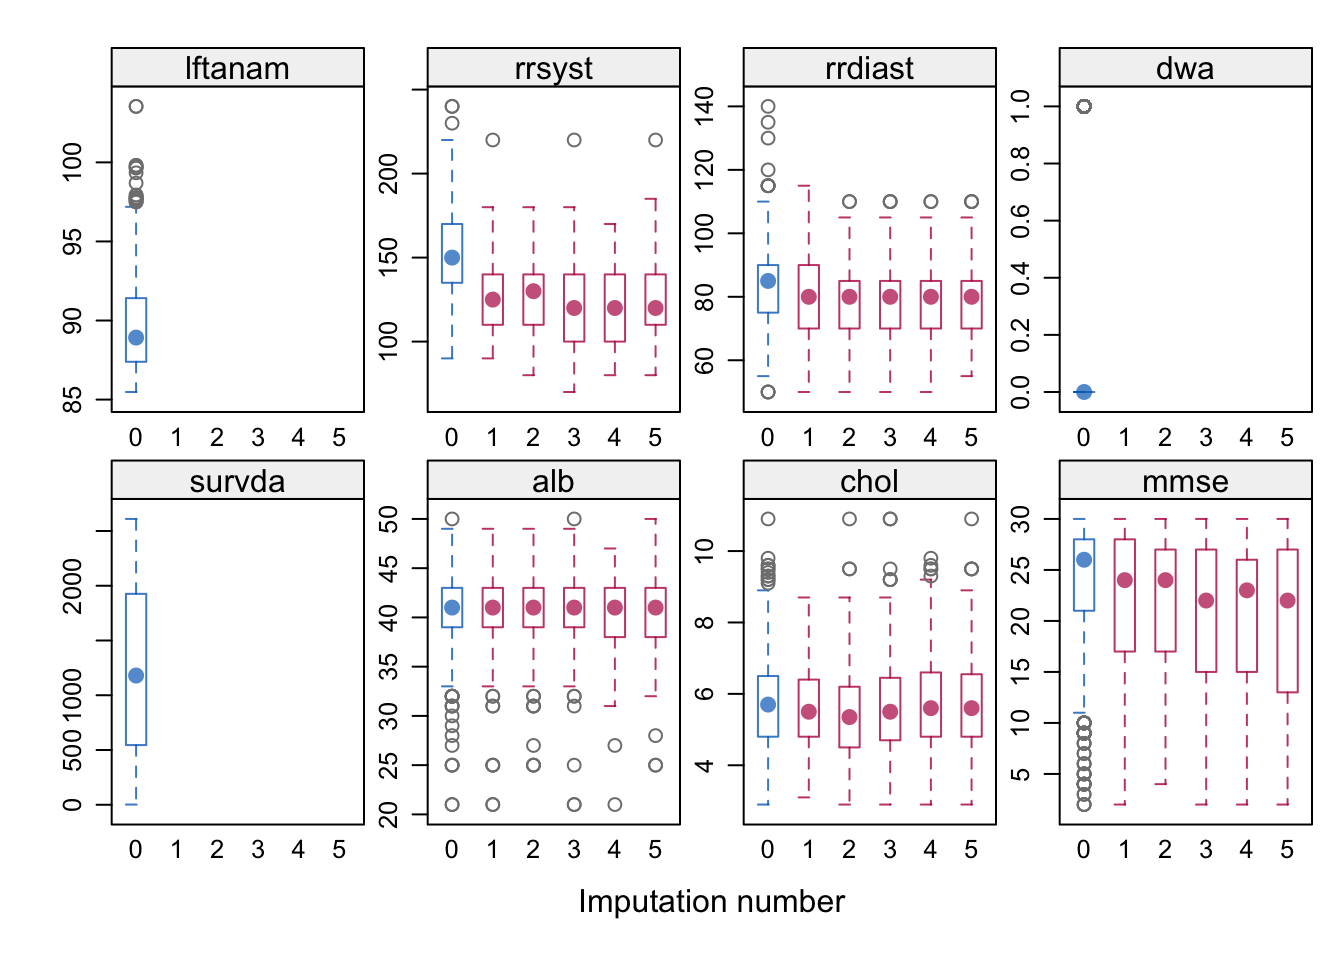 lftanam rrsyst rrdiast dwa
85 90 95 100
100 150 200
60 80 100 120 140
0.0 0.2 0.4 0.6 0.8 1.0
0 1 2 3 4 5 0 1 2 3 4 5 0 1 2 3 4 5 0 1 2 3 4 5
survda alb chol mmse
0 500 1000 2000
20 25 30 35 40 45 50
4 6 8 10
5 10 15 20 25 30
0 1 2 3 4 5 0 1 2 3 4 5 0 1 2 3 4 5 0 1 2 3 4 5
Imputation number